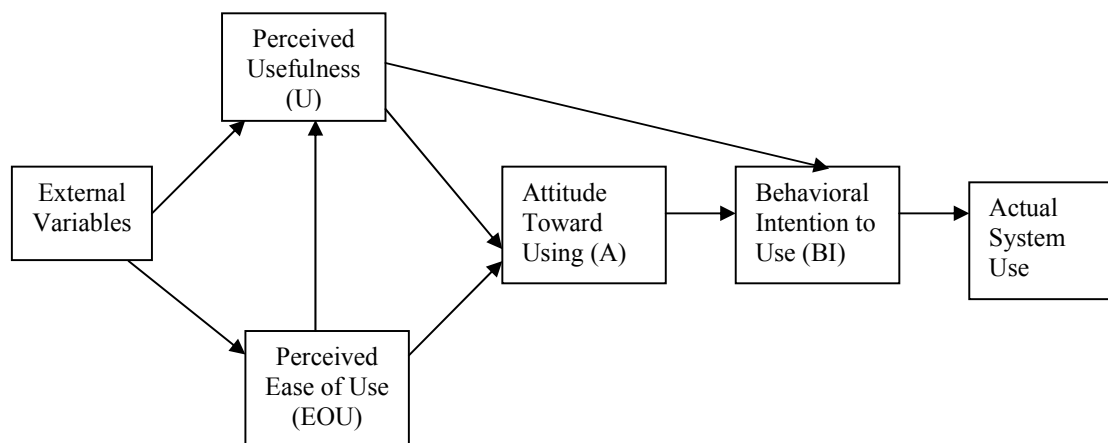 Perceived
Usefulness
(U)
External
Variables
Attitude
Toward
Using (A)
Behavioral
Intention to
Use (BI)
Actual
System
Use
Perceived
Ease of Use
(EOU)